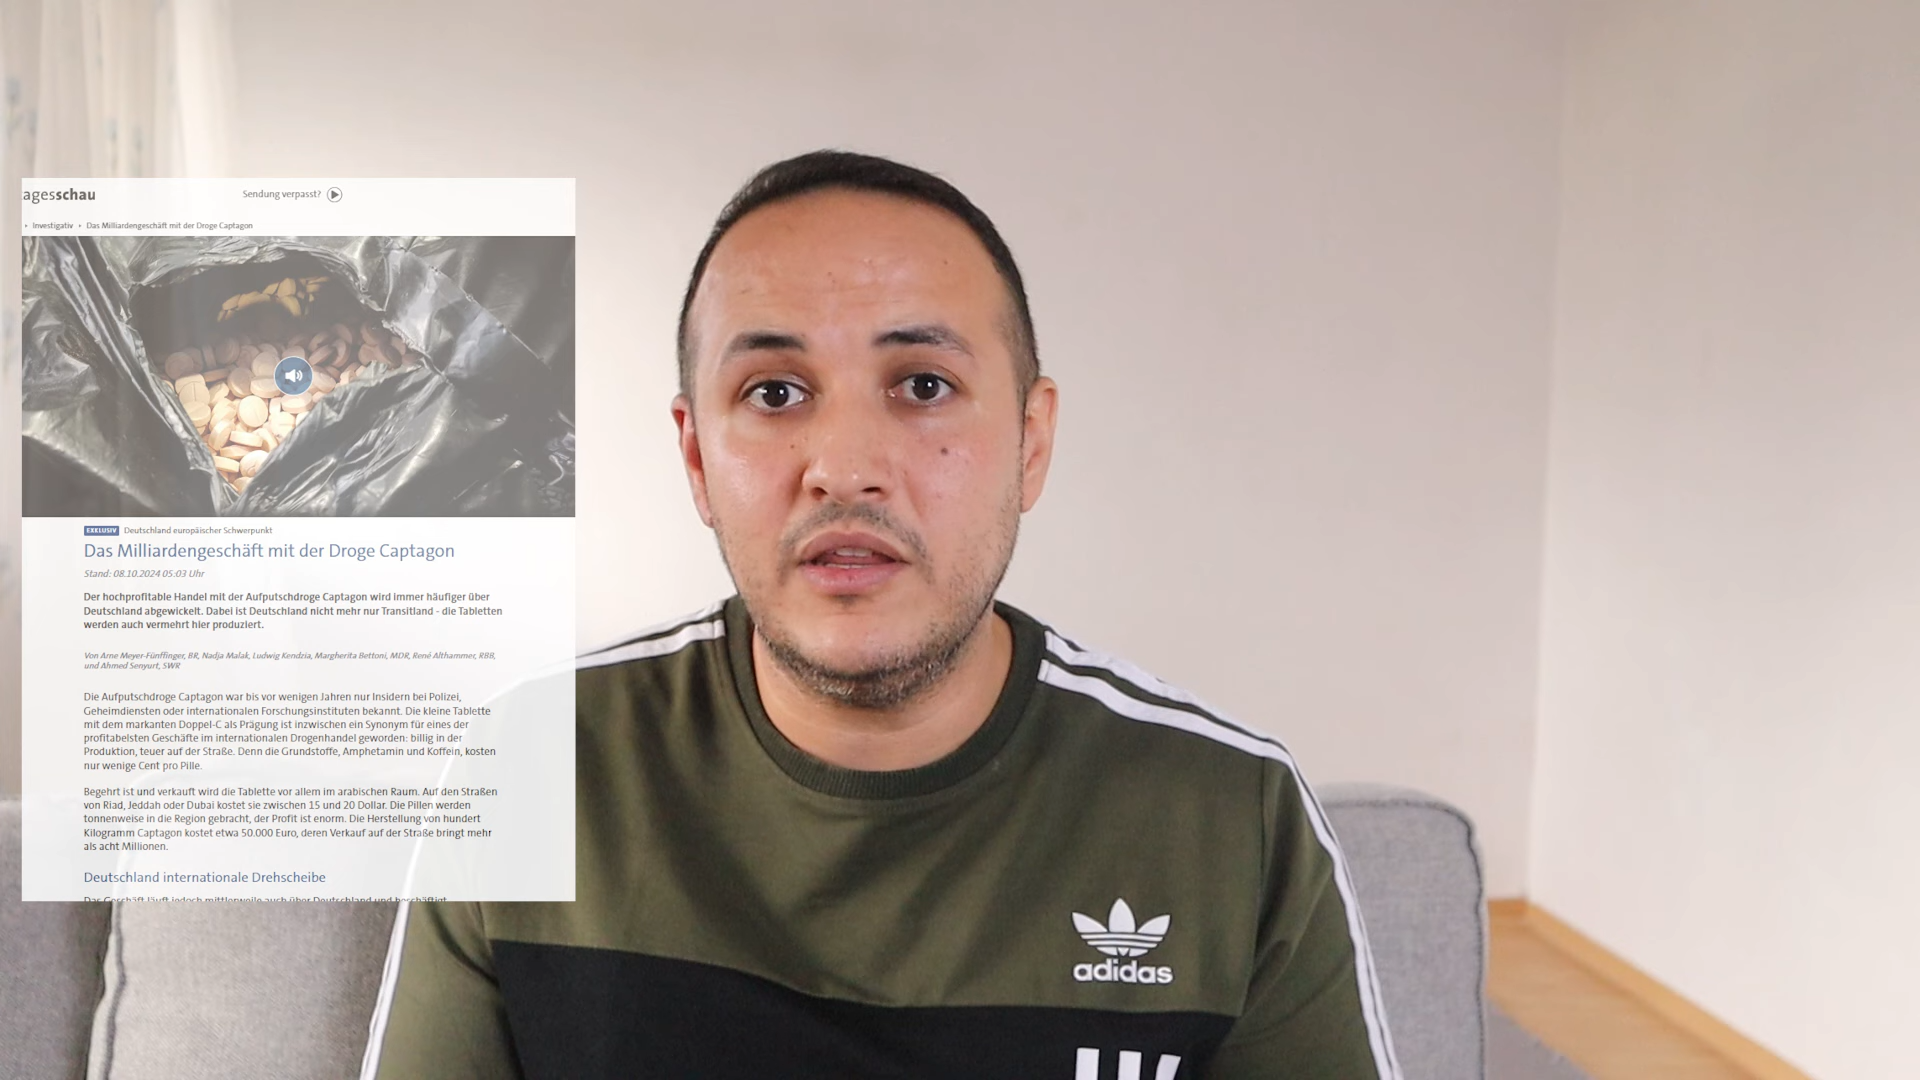 agesschau
Sendung verpasst?
Investigativ
Das Milliardengeschäft mit der Droge Captagon
EXKLUSIV Deutschland europäischer Schwerpunkt
Das Milliardengeschäft mit der Droge Captagon
Stand: 08.10.2024 05:03 Uhr
Der hochprofitable Handel mit der Aufputschdroge Captagon wird immer häufiger über
Deutschland abgewickelt. Dabei ist Deutschland nicht mehr nur Transitland - die Tabletten
werden auch vermehrt hier produziert.
Von Arne Meyer-Fünffinger, BR, Nadja Malak, Ludwig Kendzia, Margherita Bettoni, MDR, René Althammer, RBB,
und Ahmed Senyurt, SWR
Die Aufputschdroge Captagon war bis vor wenigen Jahren nur Insidern bei Polizei,
Geheimdiensten oder internationalen Forschungsinstituten bekannt. Die kleine Tablette
mit dem markanten Doppel-C als Prägung ist inzwischen ein Synonym für eines der
profitabelsten Geschäfte im internationalen Drogenhandel geworden: billig in der
Produktion, teuer auf der Straße. Denn die Grundstoffe, Amphetamin und Koffein, kosten
nur wenige Cent pro Pille.
Begehrt ist und verkauft wird die Tablette vor allem im arabischen Raum. Auf den Straßen
von Riad, Jeddah oder Dubai kostet sie zwischen 15 und 20 Dollar. Die Pillen werden
tonnenweise in die Region gebracht, der Profit ist enorm. Die Herstellung von hundert
Kilogramm Captagon kostet etwa 50.000 Euro, deren Verkauf auf der Straße bringt mehr
als acht Millionen.
Deutschland internationale Drehscheibe
Das Geschäft läuft jedoch mittlerweile auch über Deutschland und beschäftigt
adidas